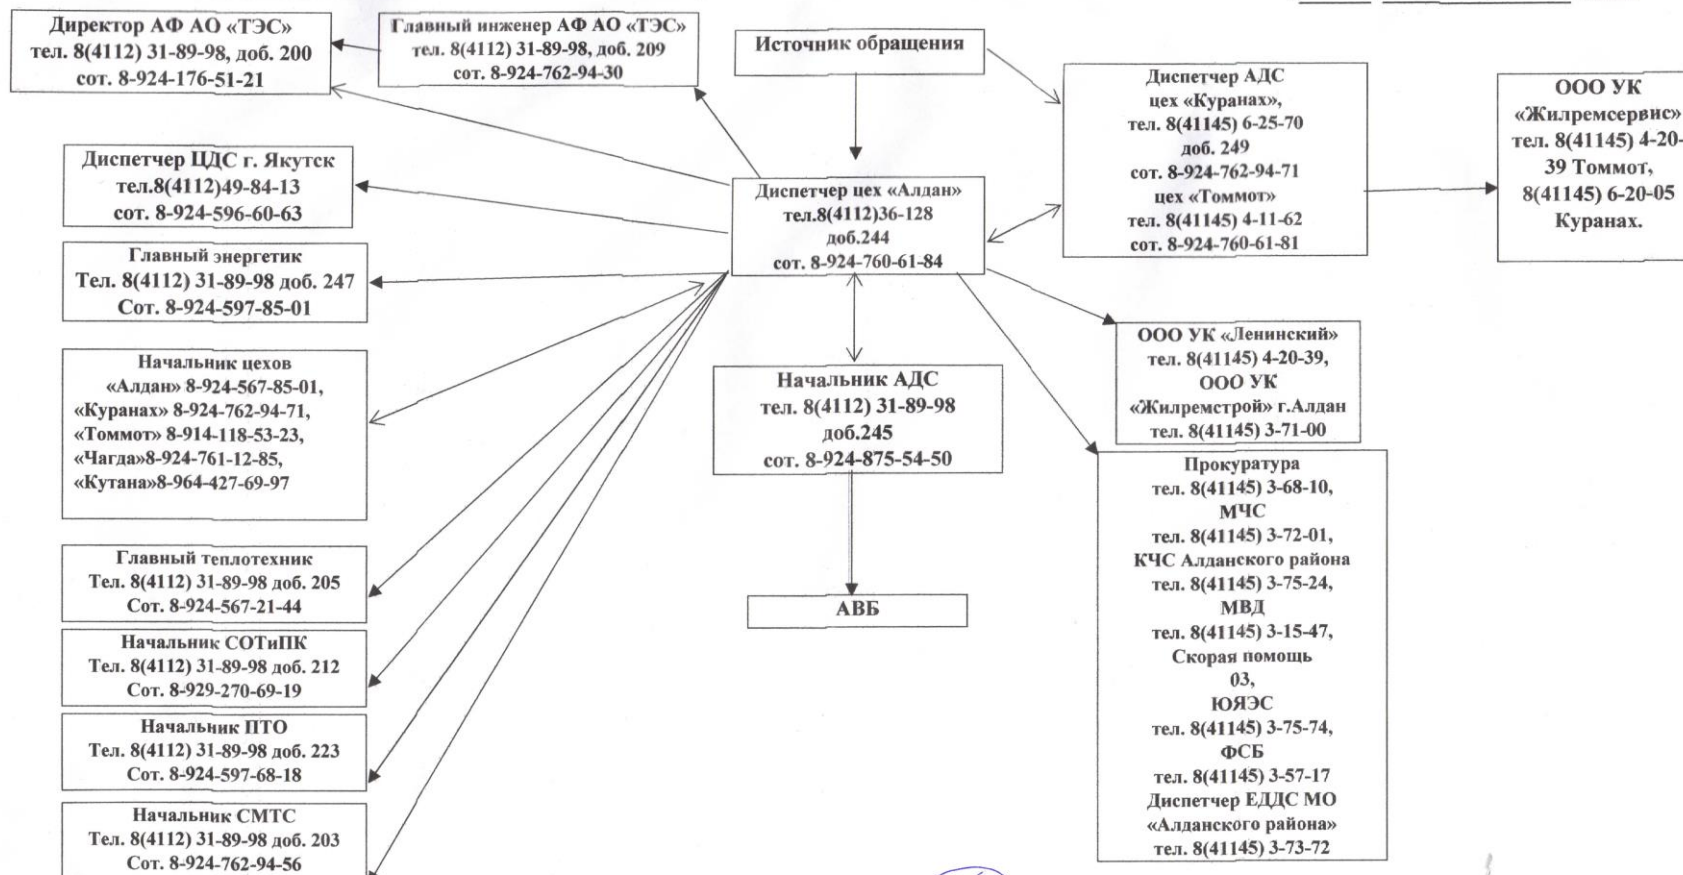 Директор АФ АО «ТЭС»
тел. 8(4112) 31-89-98, доб. 200
сот. 8-924-176-51-21
Главный инженер АФ АО «ТЭС»
тел. 8(4112) 31-89-98, доб. 209
сот. 8-924-762-94-30
Источник обращения
Диспетчер АДС
цех «Куранах»,
тел. 8(41145) 6-25-70
доб. 249
сот. 8-924-762-94-71
цех «Томмот»
тел. 8(41145) 4-11-62
сот. 8-924-760-61-81
ООО УК
«Жилремсервис»
тел. 8(41145) 4-20-
39 Томмот,
8(41145) 6-20-05
Куранах.
Диспетчер ЦДС г. Якутск
тел.8(4112)49-84-13
сот. 8-924-596-60-63
Диспетчер цех «Алдан»
тел.8(4112)36-128
доб.244
сот. 8-924-760-61-84
Главный энергетик
Тел. 8(4112) 31-89-98 доб. 247
Сот. 8-924-597-85-01
Начальник цехов
«Алдан» 8-924-567-85-01,
«Куранах» 8-924-762-94-71,
«Томмот» 8-914-118-53-23,
«Чагда»8-924-761-12-85,
«Кутана»8-964-427-69-97
Начальник АДС
тел. 8(4112) 31-89-98
доб.245
сот. 8-924-875-54-50
ООО УК «Ленинский»
тел. 8(41145) 4-20-39,
ООО УК
«Жилремстрой» г.Алдан
тел. 8(41145) 3-71-00
Прокуратура
тел. 8(41145) 3-68-10,
МЧС
тел. 8(41145) 3-72-01,
КЧС Алданского района
тел. 8(41145) 3-75-24,
МВД
тел. 8(41145) 3-15-47,
Скорая помощь
03,
ЮЯЭС
тел. 8(41145) 3-75-74,
ФСБ
тел. 8(41145) 3-57-17
Диспетчер ЕДДС МО
«Алданского района»
тел. 8(41145) 3-73-72
Главный теплотехник
Тел. 8(4112) 31-89-98 доб. 205
Сот. 8-924-567-21-44
АВБ
Начальник СОТиПК
Тел. 8(4112) 31-89-98 доб. 212
Сот. 8-929-270-69-19
Начальник ПТО
Тел. 8(4112) 31-89-98 доб. 223
Сот. 8-924-597-68-18
Начальник СМТС
Тел. 8(4112) 31-89-98 доб. 203
Сот. 8-924-762-94-56